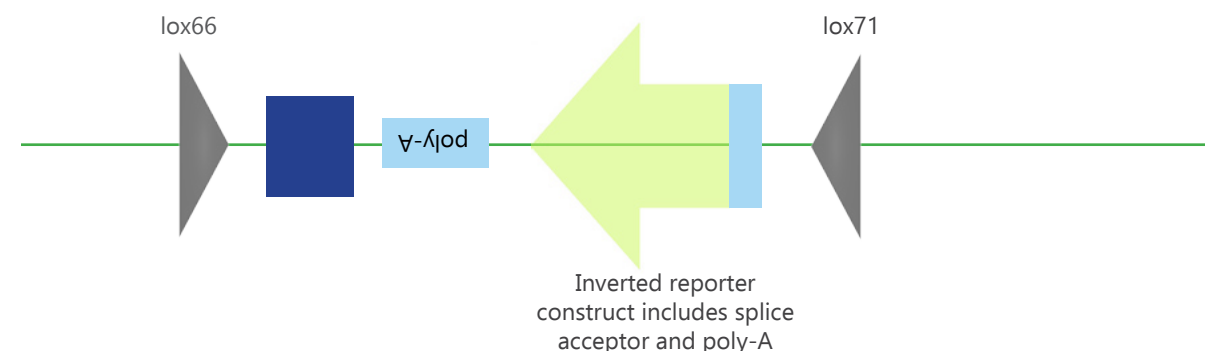 lox66
lox71
poly-A
Inverted reporter
construct includes splice
acceptor and poly-A